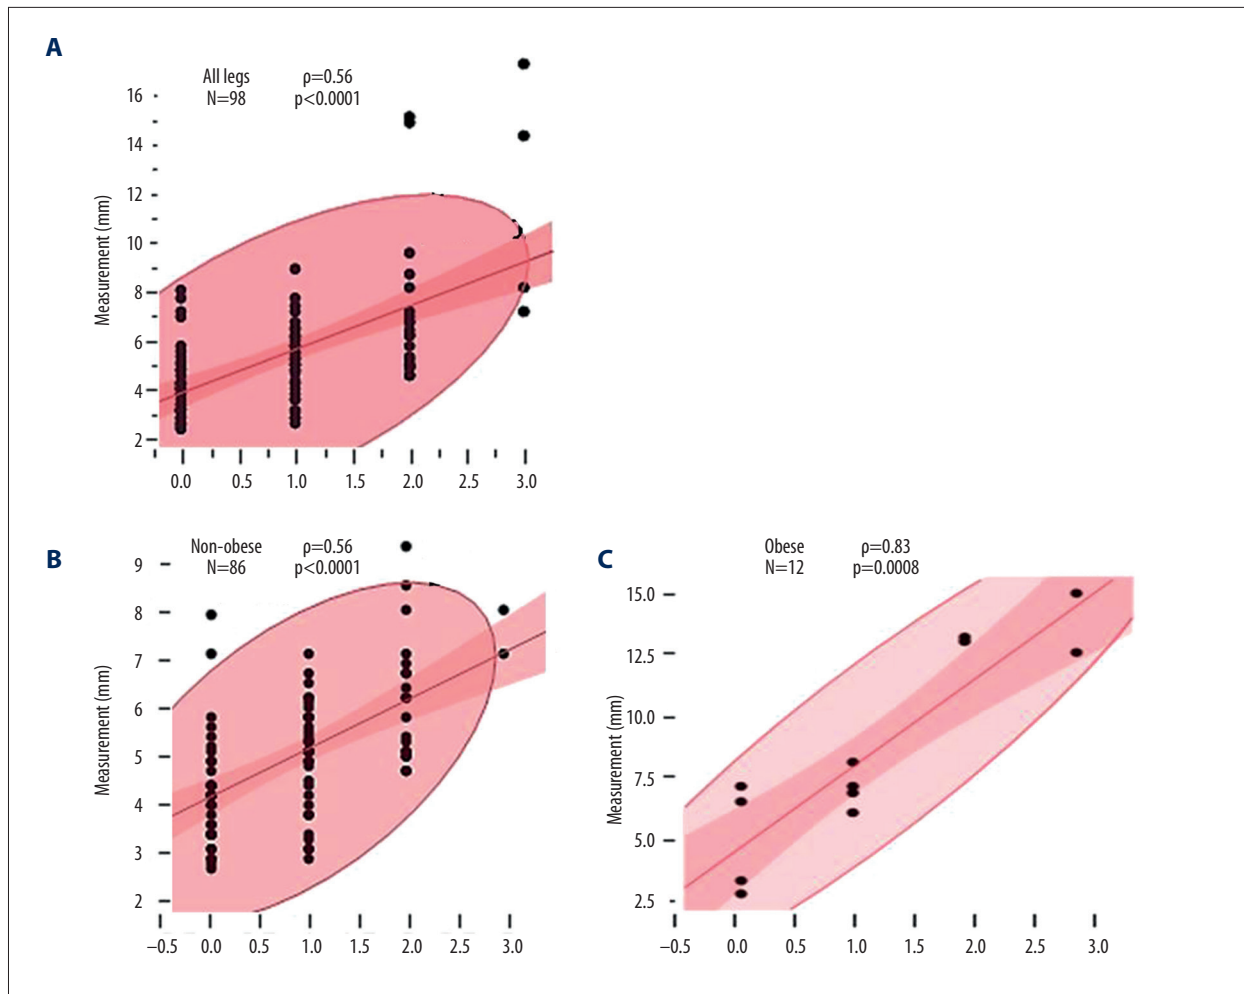 A
All legs ρ=0.56
N=98 p<0.0001
Measurement (mm)
16
14
12
10
8
6
4
2
0.0 0.5 1.0 1.5 2.0 2.5 3.0
B
Non-obese ρ=0.56
N=86 p<0.0001
Measurement (mm)
9
8
7
6
5
4
3
2
−0.5 0.0 0.5 1.0 1.5 2.0 2.5 3.0
C
Obese ρ=0.83
N=12 p=0.0008
Measurement (mm)
15.0
12.5
10.0
7.5
5.0
2.5
−0.5 0.0 0.5 1.0 1.5 2.0 2.5 3.0